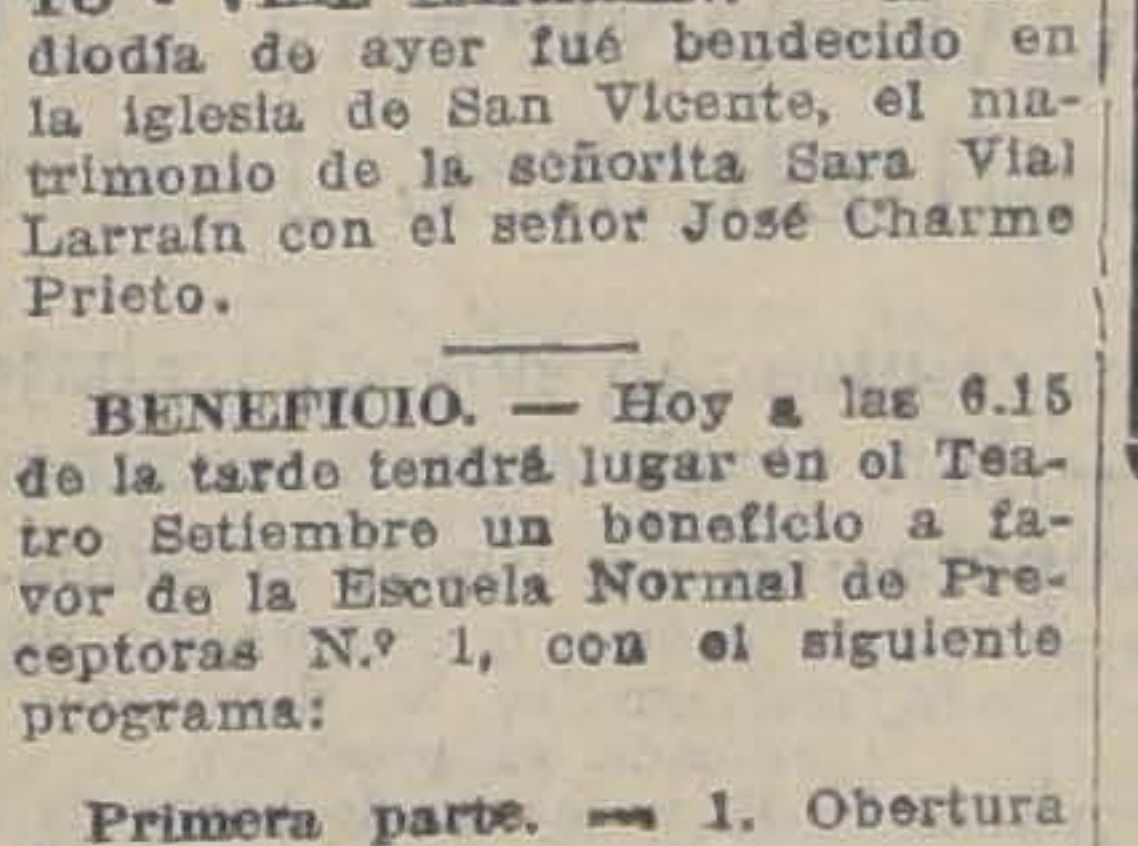 diodía de ayer fué bendecido en
la iglesia de San Vicente, el ma-
trimonio de la señorita Sara Vial
Larraín con el señor José Charme
Prieto.
BENEFICIO. — Hoy a las 6.15
de la tarde tendrá lugar en el Tea-
tro Setiembre un beneficio a fa-
vor de la Escuela Normal de Pre-
ceptoras N.º 1, con el siguiente
programa:
Primera parte. — 1. Obertura